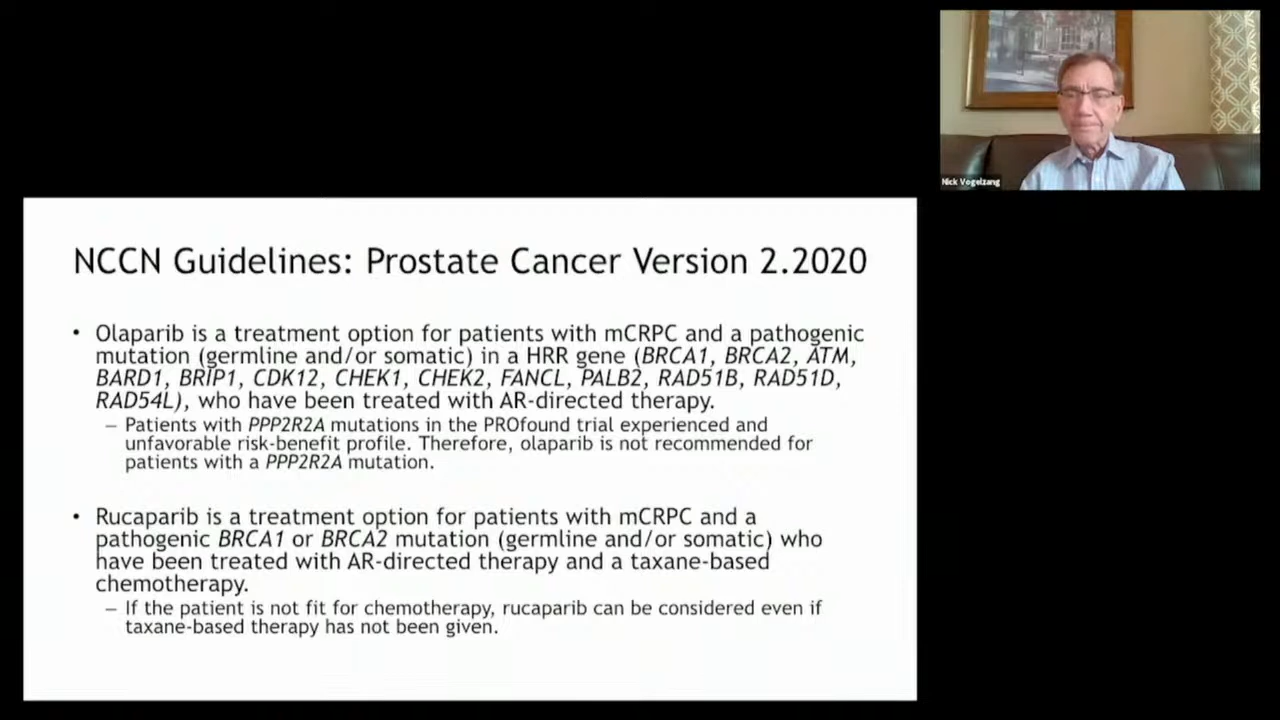 Nick Vogelzang
NCCN Guidelines: Prostate Cancer Version 2.2020
• Olaparib is a treatment option for patients with mCRPC and a pathogenic
mutation (germline and/or somatic) in a HRR gene (BRCA1, BRCA2, ATM,
BARD1, BRIP1, CDK12, CHEK1, CHEK2, FANCL, PALB2, RAD51B, RAD51D,
RAD54L), who have been treated with AR-directed therapy.
– Patients with PPP2R2A mutations in the PROfound trial experienced and
unfavorable risk-benefit profile. Therefore, olaparib is not recommended for
patients with a PPP2R2A mutation.
• Rucaparib is a treatment option for patients with mCRPC and a
pathogenic BRCA1 or BRCA2 mutation (germline and/or somatic) who
have been treated with AR-directed therapy and a taxane-based
chemotherapy.
– If the patient is not fit for chemotherapy, rucaparib can be considered even if
taxane-based therapy has not been given.